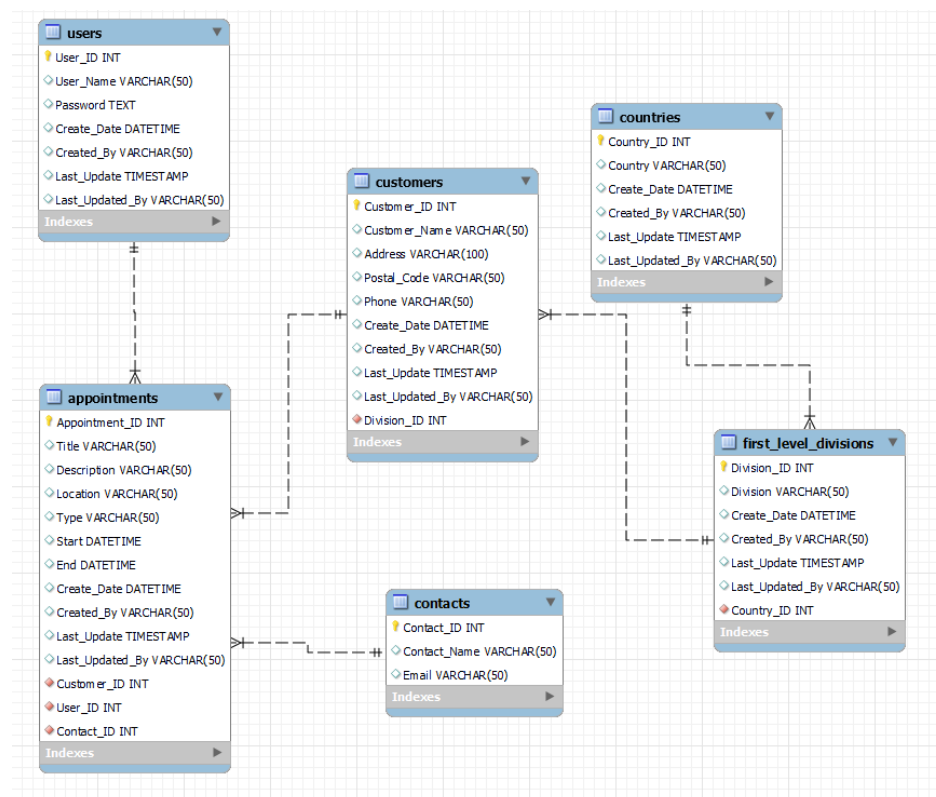 users
User_ID INT
User_Name VARCHAR(50)
Password TEXT
Create_Date DATETIME
Created_By VARCHAR(50)
Last_Update TIMESTAMP
Last_Updated_By VARCHAR(50)
Indexes
countries
Country_ID INT
Country VARCHAR(50)
Create_Date DATETIME
Created_By VARCHAR(50)
Last_Update TIMESTAMP
Last_Updated_By VARCHAR(50)
Indexes
customers
Customer_ID INT
Customer_Name VARCHAR(50)
Address VARCHAR(100)
Postal_Code VARCHAR(50)
Phone VARCHAR(50)
Create_Date DATETIME
Created_By VARCHAR(50)
Last_Update TIMESTAMP
Last_Updated_By VARCHAR(50)
Division_ID INT
Indexes
appointments
Appointment_ID INT
Title VARCHAR(50)
Description VARCHAR(50)
Location VARCHAR(50)
Type VARCHAR(50)
Start DATETIME
End DATETIME
Create_Date DATETIME
Created_By VARCHAR(50)
Last_Update TIMESTAMP
Last_Updated_By VARCHAR(50)
Customer_ID INT
User_ID INT
Contact_ID INT
Indexes
first_level_divisions
Division_ID INT
Division VARCHAR(50)
Create_Date DATETIME
Created_By VARCHAR(50)
Last_Update TIMESTAMP
Last_Updated_By VARCHAR(50)
Country_ID INT
Indexes
contacts
Contact_ID INT
Contact_Name VARCHAR(50)
Email VARCHAR(50)
Indexes